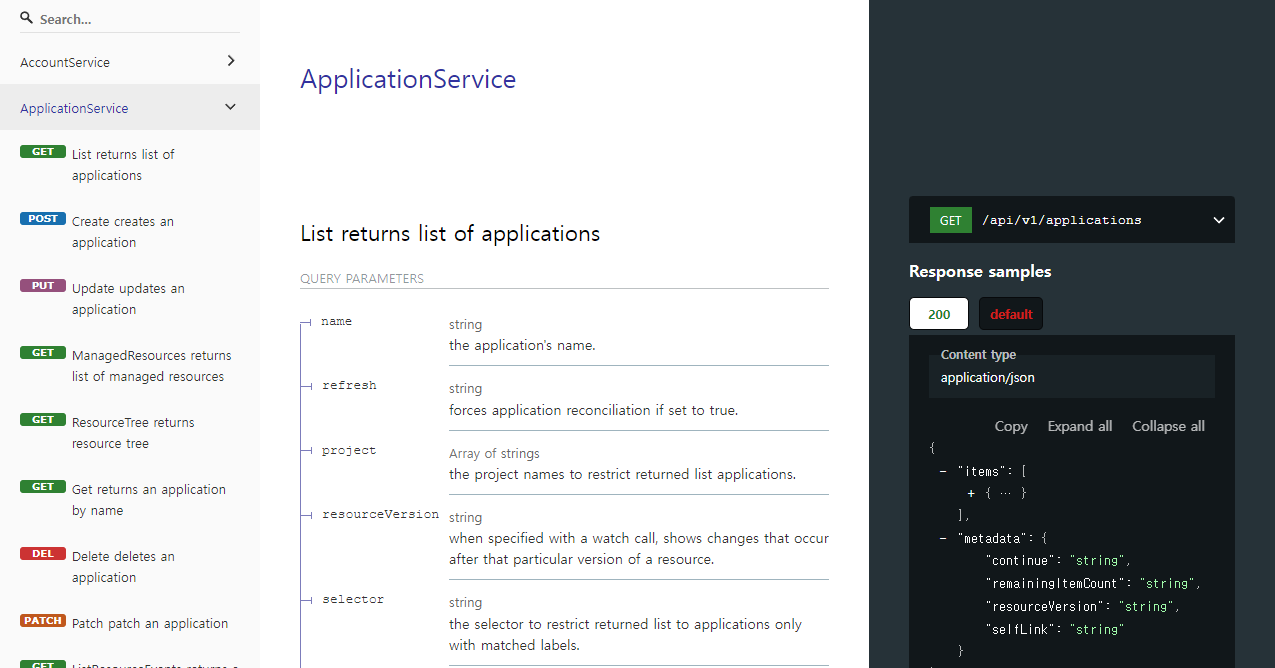 Search...
AccountService
ApplicationService
GET List returns list of
applications
POST Create creates an
application
PUT Update updates an
application
GET ManagedResources returns
list of managed resources
GET ResourceTree returns
resource tree
GET Get returns an application
by name
DEL Delete deletes an
application
PATCH Patch patch an application
GET ListResourceEvents returns a
ApplicationService
List returns list of applications
QUERY PARAMETERS
name
string
the application's name.
refresh
string
forces application reconciliation if set to true.
project
Array of strings
the project names to restrict returned list applications.
resourceVersion
string
when specified with a watch call, shows changes that occur
after that particular version of a resource.
selector
string
the selector to restrict returned list to applications only
with matched labels.
GET /api/v1/applications
Response samples
200 default
Content type
application/json
Copy Expand all Collapse all
{
− "items": [
+ { ... }
],
− "metadata": {
"continue": "string",
"remainingItemCount": "string",
"resourceVersion": "string",
"selfLink": "string"
}